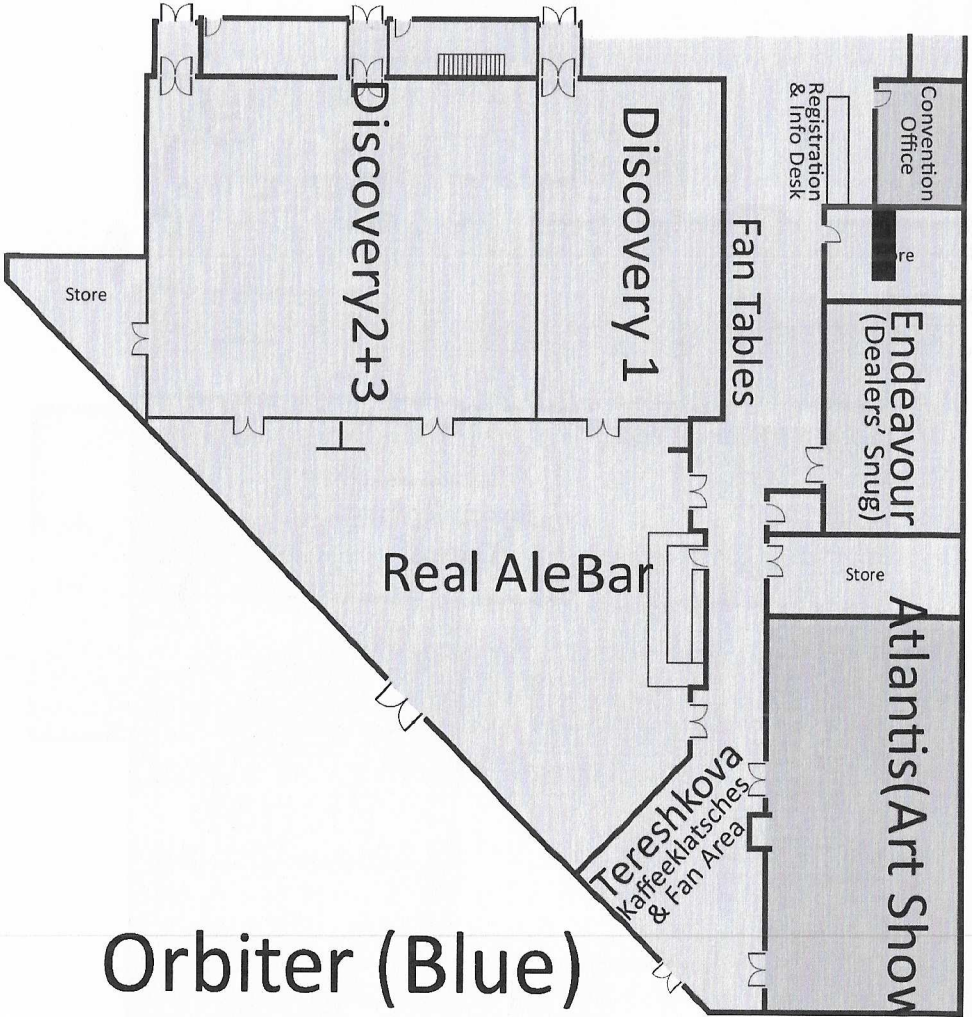 Convention
Office
Registration
& Info Desk
Discovery2+3
Discovery 1
Fan Tables
re
Store
Endeavour
(Dealers' Snug)
Real AleBar
Store
Atlantis(Art Show
Tereshkova
Kaffeeklatsches
& Fan Area
Orbiter (Blue)